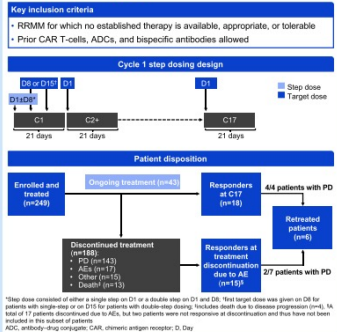 Key inclusion criteria
• RRMM for which no established therapy is available, appropriate, or tolerable
• Prior CAR T-cells, ADCs, and bispecific antibodies allowed
Cycle 1 step dosing design
D8 or D15† D1 D1
D1±D8*
Step dose
Target dose
C1 C2+ C17
21 days 21 days 21 days
Patient disposition
Enrolled and
treated
(n=249)
Ongoing treatment (n=43)
Responders
at C17
(n=18)
4/4 patients with PD
Retreated
patients
(n=6)
Discontinued treatment
(n=188):
• PD (n=143)
• AEs (n=17)
• Other (n=15)
• Death‡ (n=13)
Responders at
treatment
discontinuation
due to AE
(n=15)§
2/7 patients with PD
*Step dose consisted of either a single step on D1 or a double step on D1 and D8; †first target dose was given on D8 for
patients with single-step or on D15 for patients with double-step dosing; ‡includes death due to disease progression (n=4); §A
total of 17 patients discontinued due to AEs, but two patients were not responsive at discontinuation and thus have not been
included in this subset of patients
ADC, antibody–drug conjugate; CAR, chimeric antigen receptor; D, Day